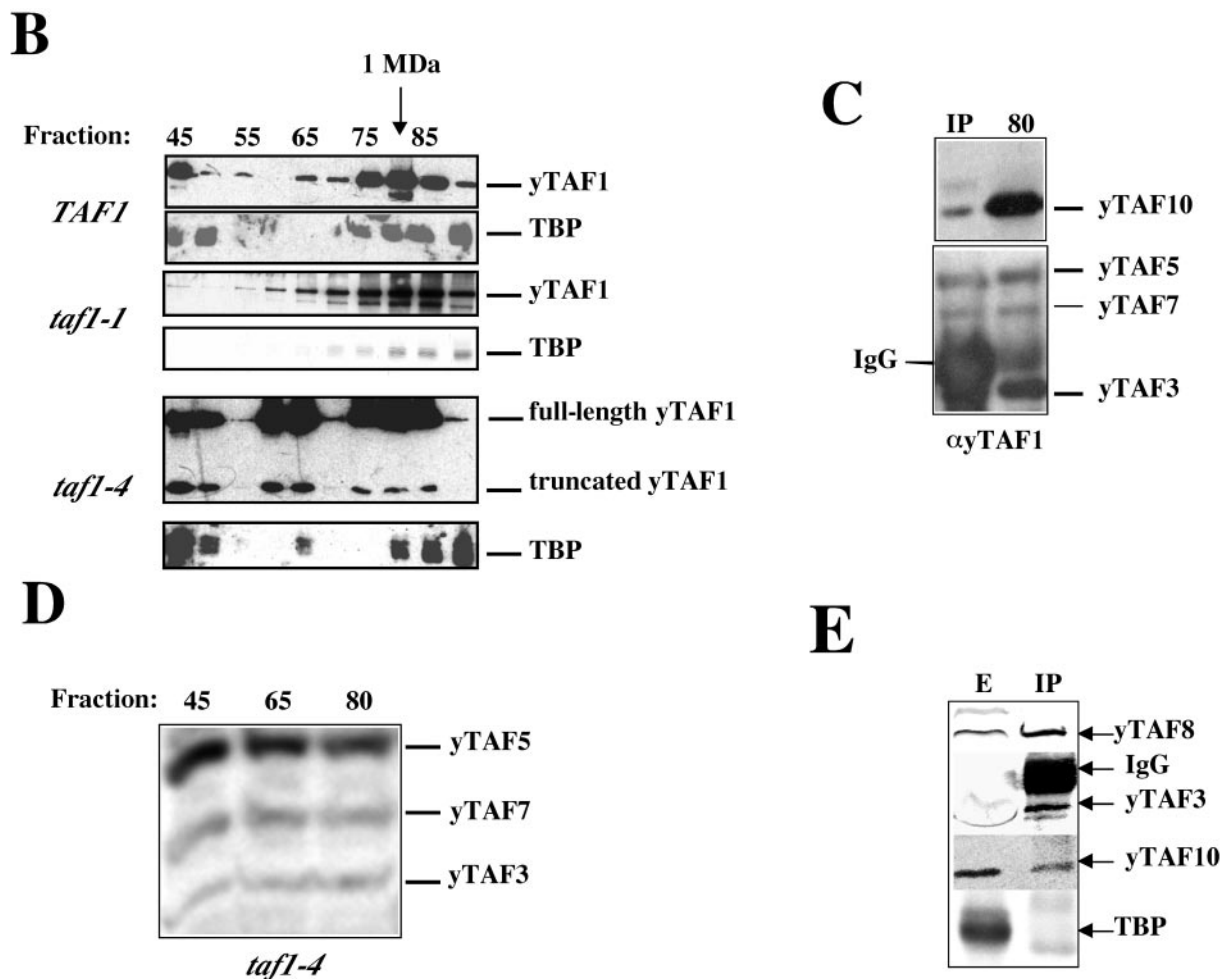 B
1 MDa
Fraction: 45 55 65 75 85
TAF1
yTAF1
TBP
taf1-1
yTAF1
TBP
taf1-4
full-length yTAF1
truncated yTAF1
TBP
C
IP 80
yTAF10
yTAF5
yTAF7
IgG
yTAF3
αyTAF1
D
Fraction: 45 65 80
yTAF5
yTAF7
yTAF3
taf1-4
E
E IP
yTAF8
IgG
yTAF3
yTAF10
TBP